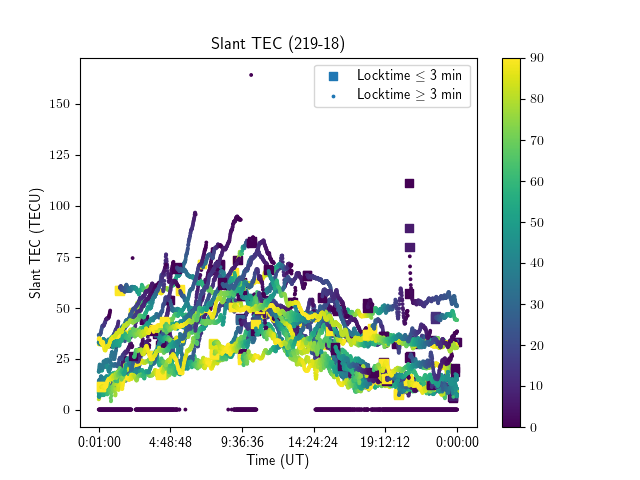 Slant TEC (219-18)
Locktime ≤ 3 min
Locktime ≥ 3 min
Slant TEC (TECU)
150
125
100
75
50
25
0
0:01:00 4:48:48 9:36:36 14:24:24 19:12:12 0:00:00
Time (UT)
90
80
70
60
50
40
30
20
10
0